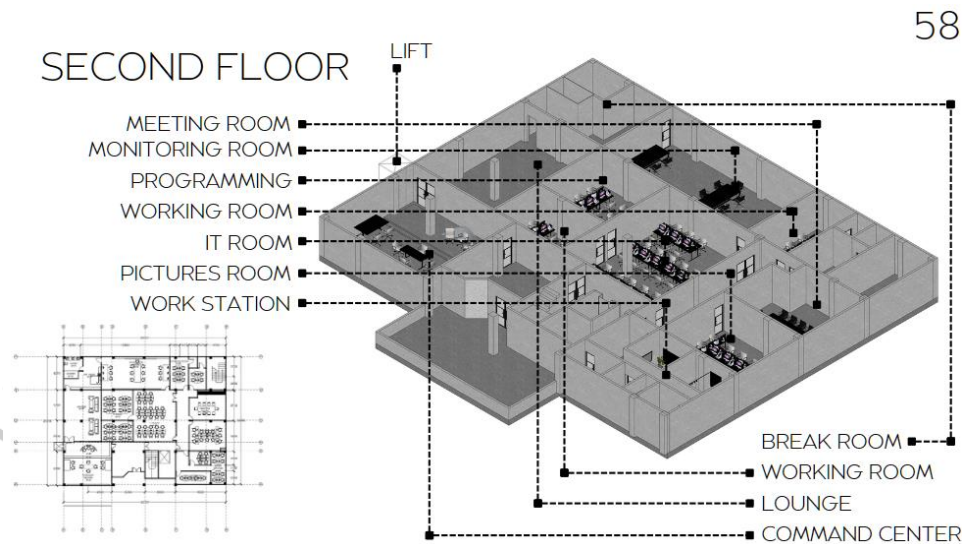 58
SECOND FLOOR
LIFT
MEETING ROOM
MONITORING ROOM
PROGRAMMING
WORKING ROOM
IT ROOM
PICTURES ROOM
WORK STATION
BREAK ROOM
WORKING ROOM
LOUNGE
COMMAND CENTER